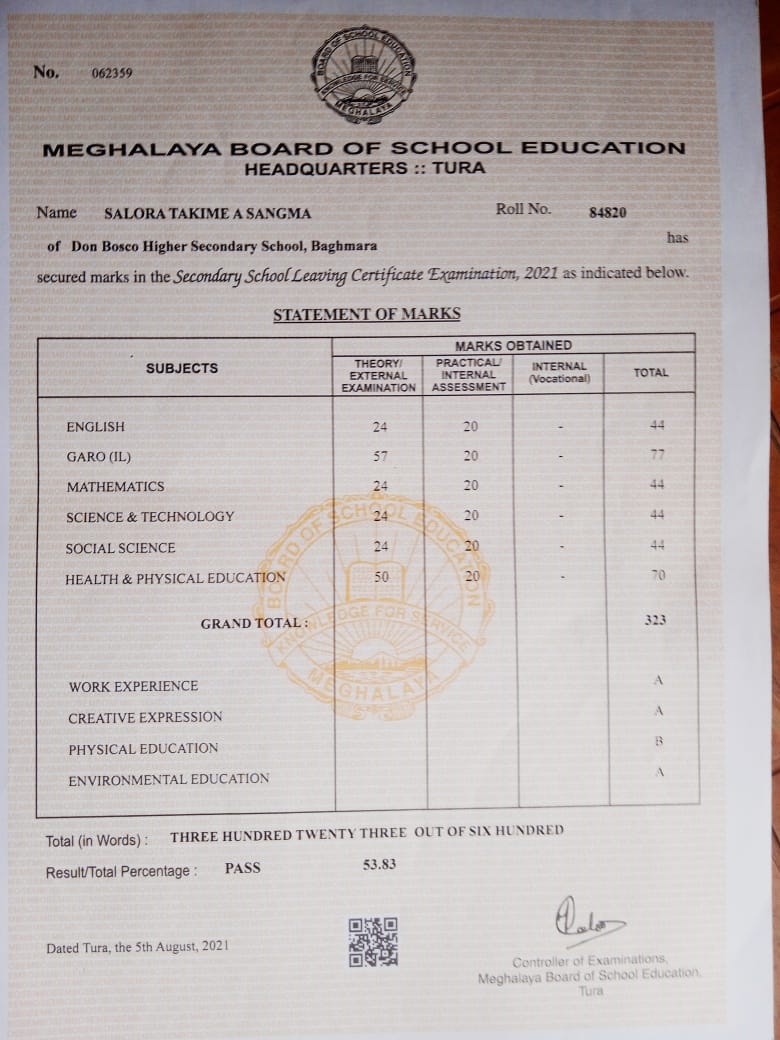 No. 062359
BOARD OF SCHOOL EDUCATION
KNOWLEDGE FOR SERVICE
MEGHALAYA
MEGHALAYA BOARD OF SCHOOL EDUCATION
HEADQUARTERS :: TURA
Name SALORA TAKIME A SANGMA Roll No. 84820
of Don Bosco Higher Secondary School, Baghmara has
secured marks in the Secondary School Leaving Certificate Examination, 2021 as indicated below.
STATEMENT OF MARKS
SUBJECTS MARKS OBTAINED
THEORY/ EXTERNAL EXAMINATION PRACTICAL/ INTERNAL ASSESSMENT INTERNAL (Vocational) TOTAL
ENGLISH 24 20 - 44
GARO (IL) 57 20 - 77
MATHEMATICS 24 20 - 44
SCIENCE & TECHNOLOGY 24 20 - 44
SOCIAL SCIENCE 24 20 - 44
HEALTH & PHYSICAL EDUCATION 50 20 - 70
GRAND TOTAL : 323
BOARD OF SCHOOL EDUCATION
KNOWLEDGE FOR SERVICE
MEGHALAYA
WORK EXPERIENCE A
CREATIVE EXPRESSION A
PHYSICAL EDUCATION B
ENVIRONMENTAL EDUCATION A
Total (in Words) : THREE HUNDRED TWENTY THREE OUT OF SIX HUNDRED
Result/Total Percentage : PASS 53.83
Dated Tura, the 5th August, 2021
Controller of Examinations,
Meghalaya Board of School Education,
Tura